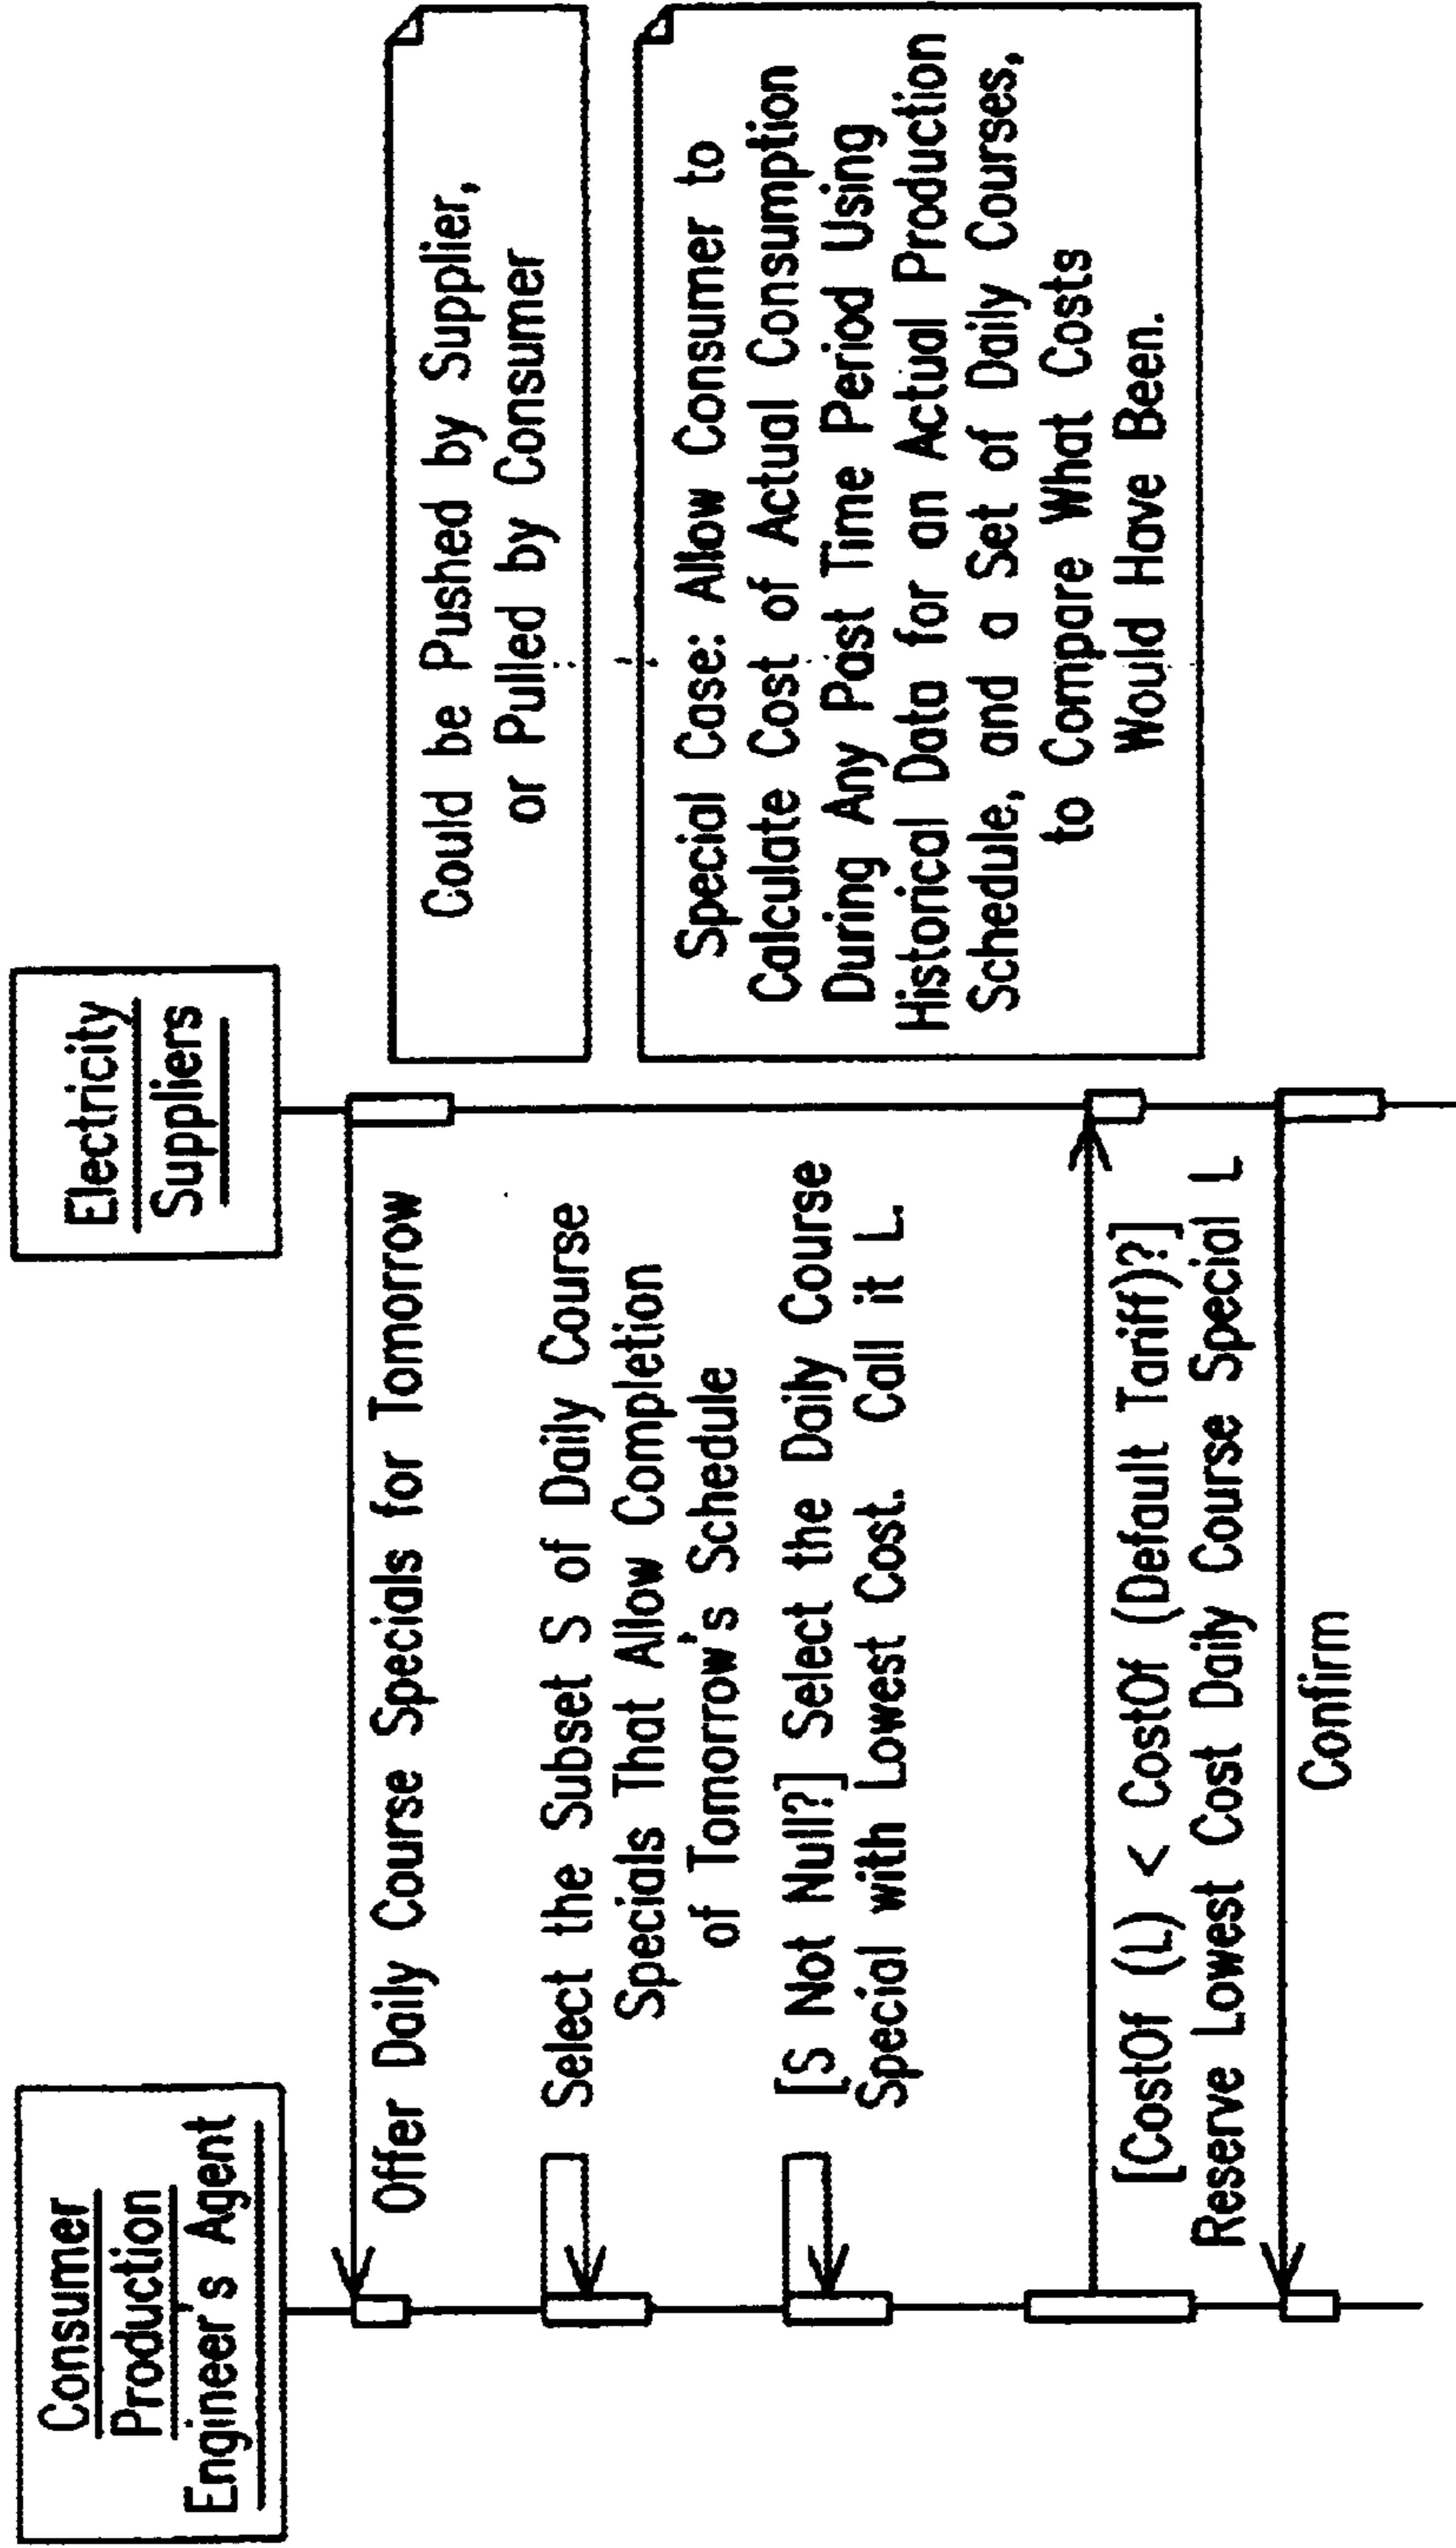 Consumer
Production
Engineer's Agent
Electricity
Suppliers
Offer Daily Course Specials for Tomorrow
Could be Pushed by Supplier,
or Pulled by Consumer
Select the Subset S of Daily Course
Specials That Allow Completion
of Tomorrow's Schedule
[S Not Null?] Select the Daily Course
Special with Lowest Cost. Call it L.
Special Case: Allow Consumer to
Calculate Cost of Actual Consumption
During Any Past Time Period Using
Historical Data for an Actual Production
Schedule, and a Set of Daily Courses,
to Compare What Costs
Would Have Been.
[CostOf (L) < CostOf (Default Tariff)?]
Reserve Lowest Cost Daily Course Special L
Confirm